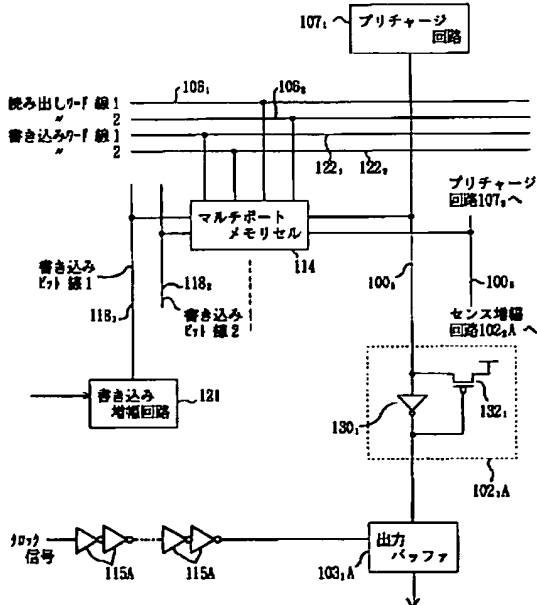 107₁
プリチャージ
回路
106₁
106₂
読み出しワード線1
〃 2
書き込みワード線1
〃 2
122₁
122₂
プリチャージ
回路107₂へ
マルチポート
メモリセル
114
書き込み
ビット線1
118₂
118₁
書き込み
ビット線2
100₁
100₂
センス増幅
回路102₂Aへ
書き込み
増幅回路
121
130₁
132₁
102₁A
クロック
信号
115A
115A
出力
バッファ
103₁A